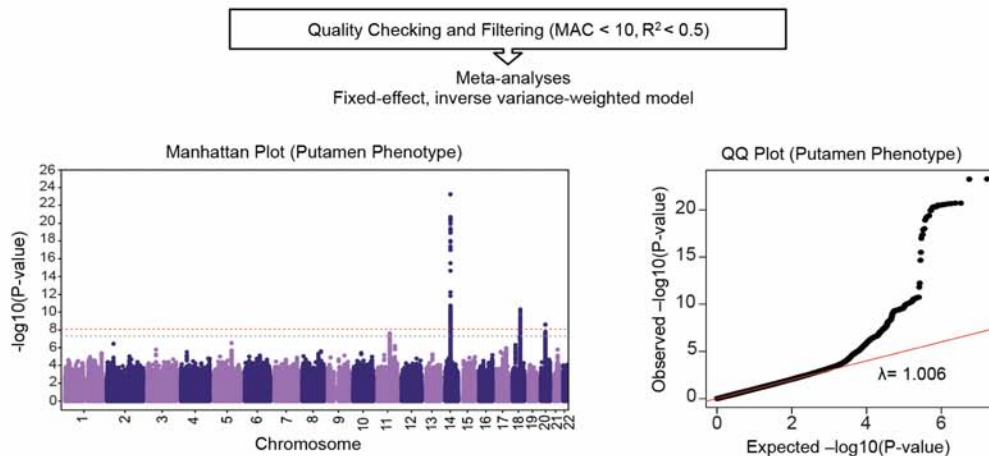 Quality Checking and Filtering (MAC < 10, R² < 0.5)
Meta-analyses
Fixed-effect, inverse variance-weighted model
Manhattan Plot (Putamen Phenotype)
26
24
22
20
18
16
14
12
10
8
6
4
2
0
-log10(P-value)
1 2 3 4 5 6 7 8 9 10 11 12 13 14 15 16 17 18 19 20 21 22
Chromosome
QQ Plot (Putamen Phenotype)
20
15
10
5
0
Observed –log10(P-value)
λ= 1.006
0 2 4 6
Expected –log10(P-value)